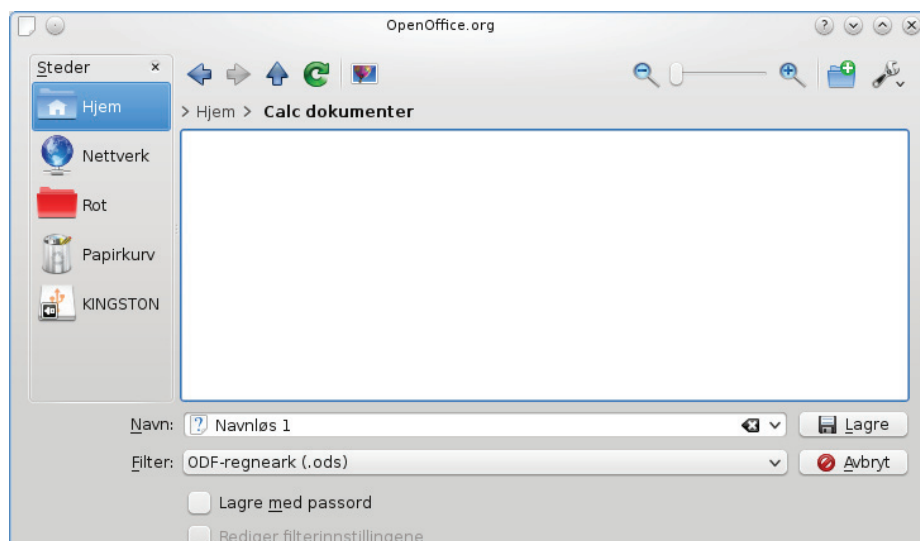 OpenOffice.org
Steder
Hjem
Nettverk
Rot
Papirkurv
KINGSTON
> Hjem > Calc dokumenter
Navn: Navnløs 1 Lagre
Filter: ODF-regneark (.ods) Avbryt
Lagre med passord
Rediger filterinnstillingene